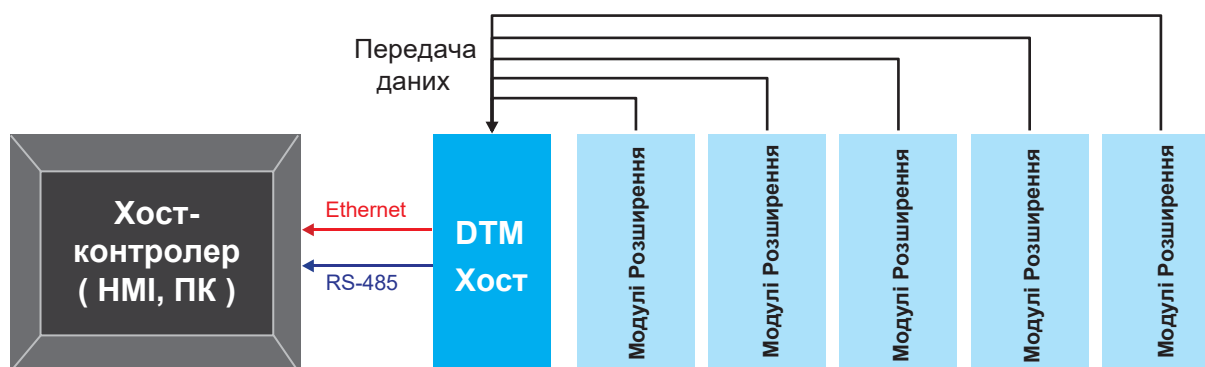 Передача
даних
Хост-
контролер
( HMI, ПК )
Ethernet
RS-485
DTM
Хост
Модулі Розширення
Модулі Розширення
Модулі Розширення
Модулі Розширення
Модулі Розширення